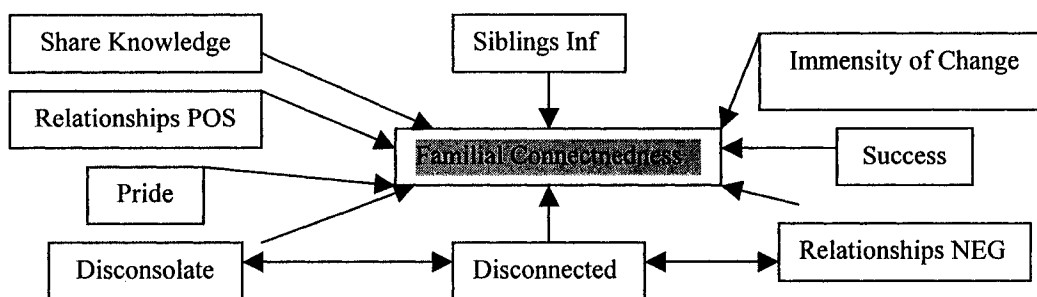 Share Knowledge
Siblings Inf
Immensity of Change
Relationships POS
Familial Connectnedness
Success
Pride
Disconsolate
Disconnected
Relationships NEG